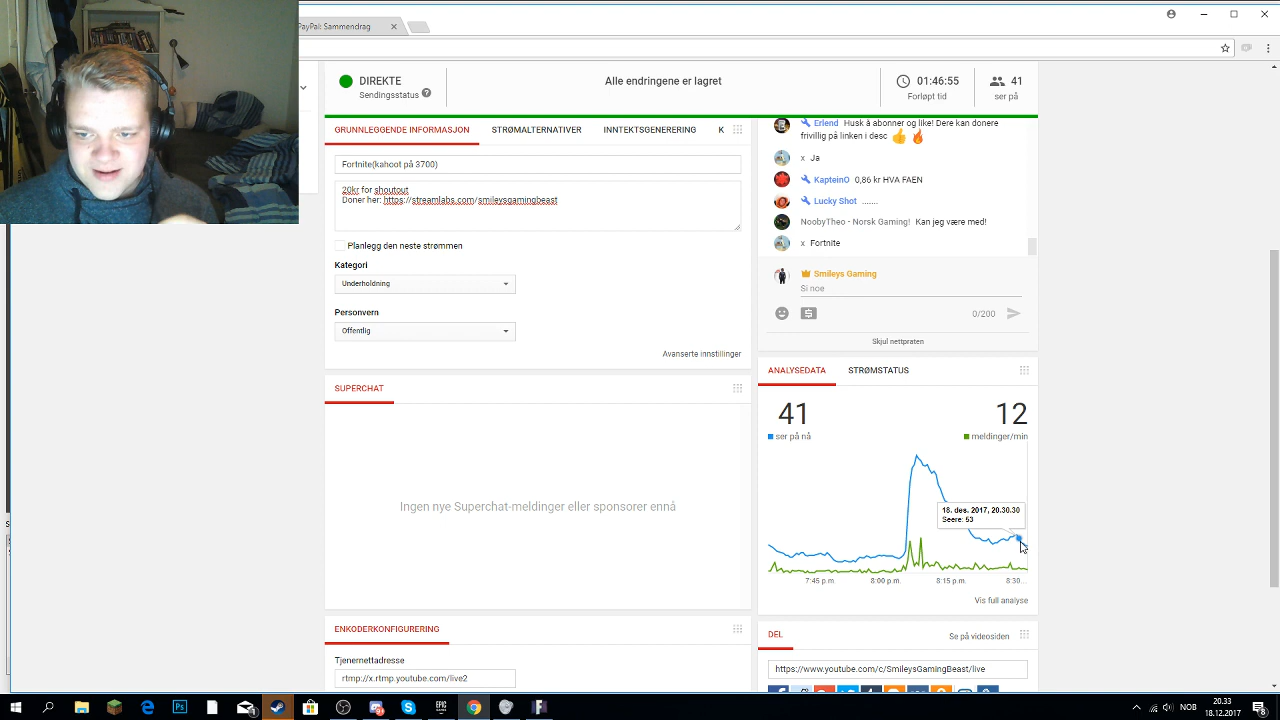 PayPal: Sammendrag
DIREKTE
Sendingsstatus
Alle endringene er lagret
01:46:55
Forløpt tid
41
ser på
GRUNNLEGGENDE INFORMASJON
STRØMALTERNATIVER
INNTEKTSGENERERING
K
Fortnite(kahoot på 3700)
20kr for shoutout
Doner her: https://streamlabs.com/smileysgamingbeast
Planlegg den neste strømmen
Kategori
Underholdning
Personvern
Offentlig
Avanserte innstillinger
SUPERCHAT
Ingen nye Superchat-meldinger eller sponsorer ennå
ENKODERKONFIGURERING
Tjenernettadresse
rtmp://x.rtmp.youtube.com/live2
Erlend Husk å abonner og like! Dere kan donere
frivillig på linken i desc
x Ja
KapteinO 0,86 kr HVA FAEN
Lucky Shot .......
NoobyTheo - Norsk Gaming! Kan jeg være med!
x Fortnite
Smileys Gaming
Si noe
0/200
Skjul nettpraten
ANALYSEDATA
STRØMSTATUS
41
12
ser på nå
meldinger/min
18. des. 2017, 20.30.30
Seere: 53
7:45 p.m.
8:00 p.m.
8:15 p.m.
8:30...
Vis full analyse
DEL
Se på videosiden
https://www.youtube.com/c/SmileysGamingBeast/live
EPIC
GAMES
NOB
20.33
18.12.2017
8